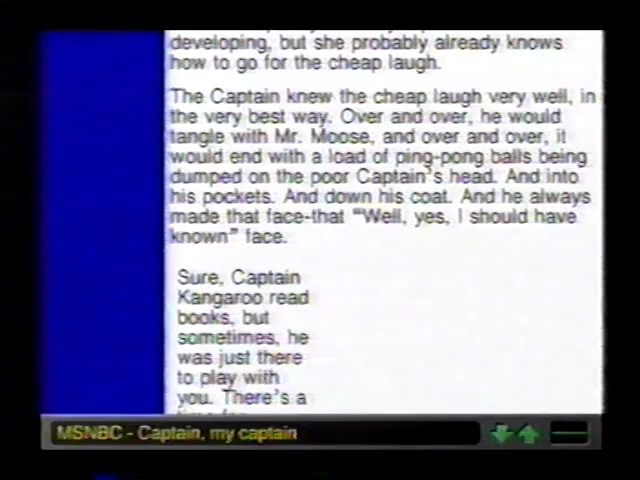 developing, but she probably already knows
how to go for the cheap laugh.
The Captain knew the cheap laugh very well, in
the very best way. Over and over, he would
tangle with Mr. Moose, and over and over, it
would end with a load of ping-pong balls being
dumped on the poor Captain's head. And into
his pockets. And down his coat. And he always
made that face-that "'Well, yes, I should have
known" face.
Sure, Captain
Kangaroo read
books, but
sometimes, he
was just there
to play with
you. There's a
MSNBC - Captain, my captain